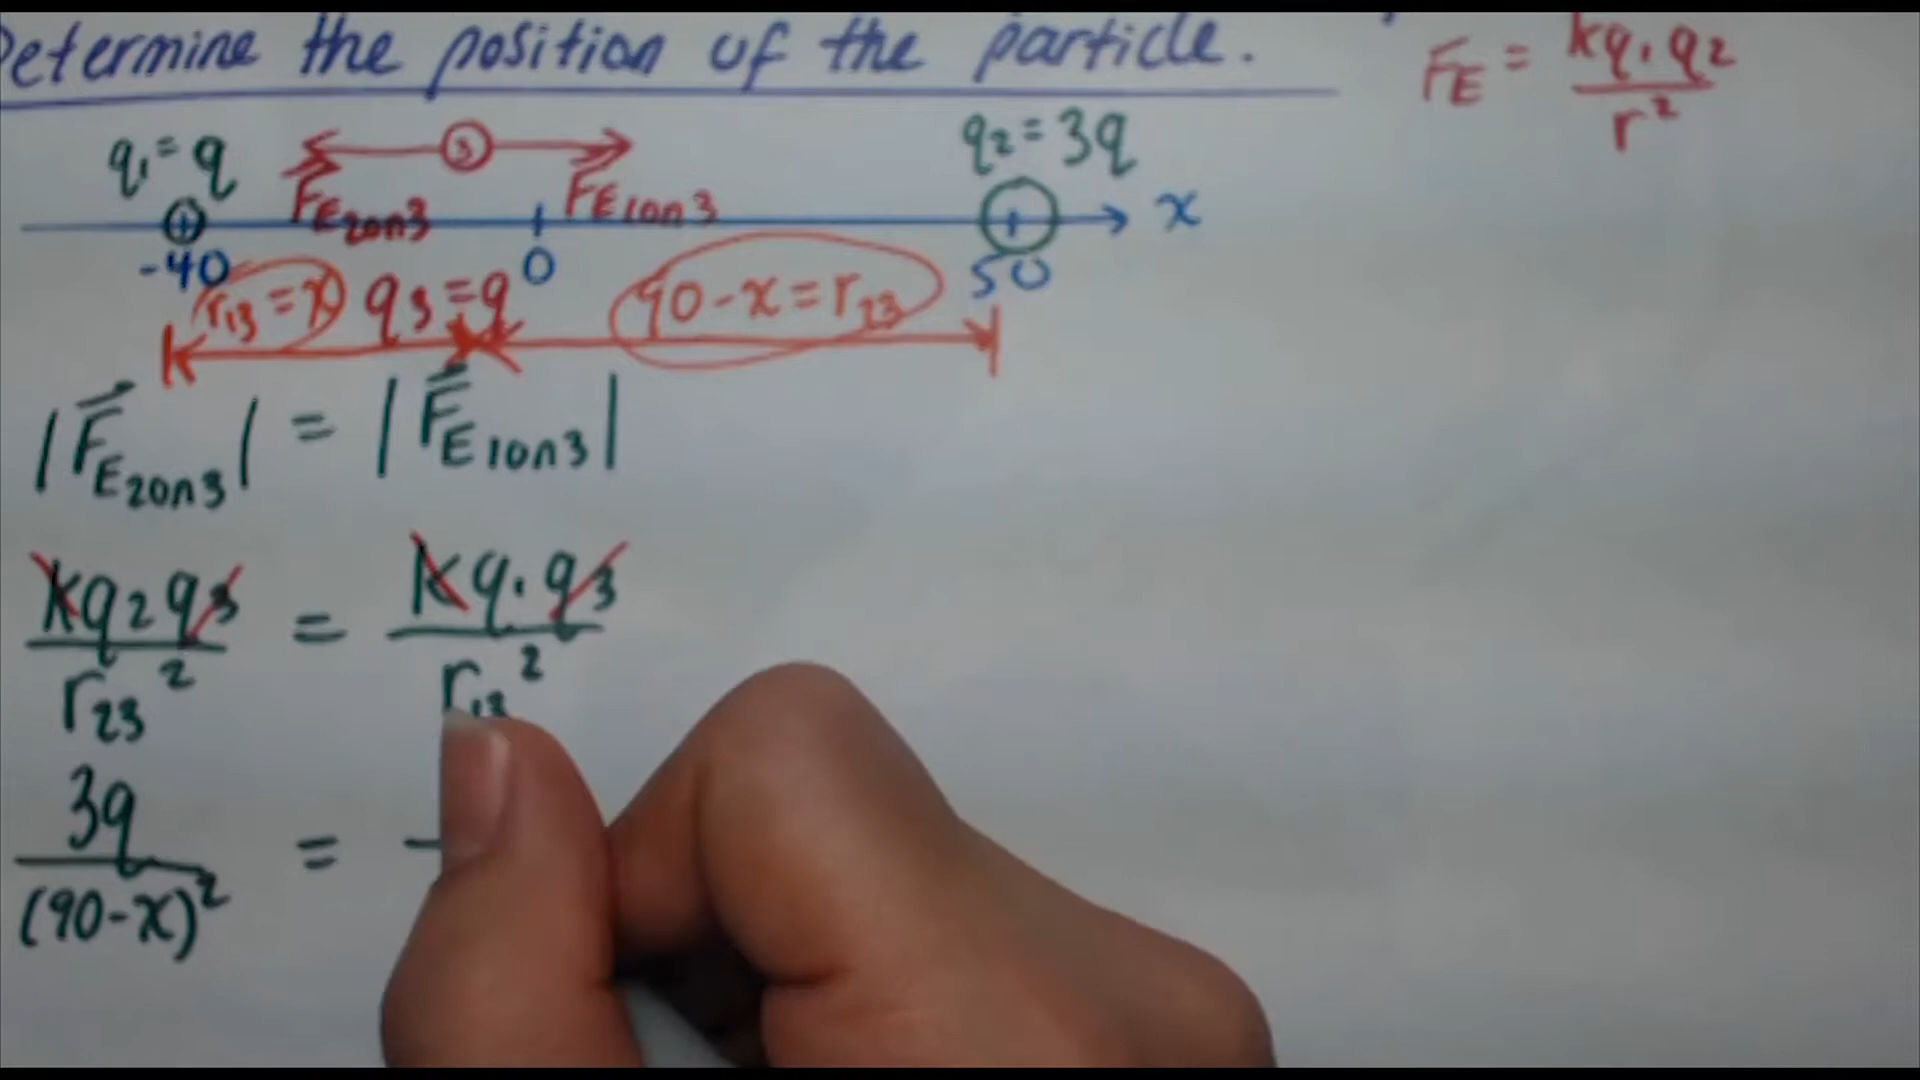 Determine the position of the particle.
F_E = kq₁q₂ / r²
q₁ = q
3
q₂ = 3q
F_E2on3
F_E1on3
x
-40
0
50
r₁₃ = x
q₃ = q
90 - x = r₂₃
|F_E2on3| = |F_E1on3|
kq₂q₃ / r₂₃² = kq₁q₃ / r₁₃²
3q / (90-x)² =